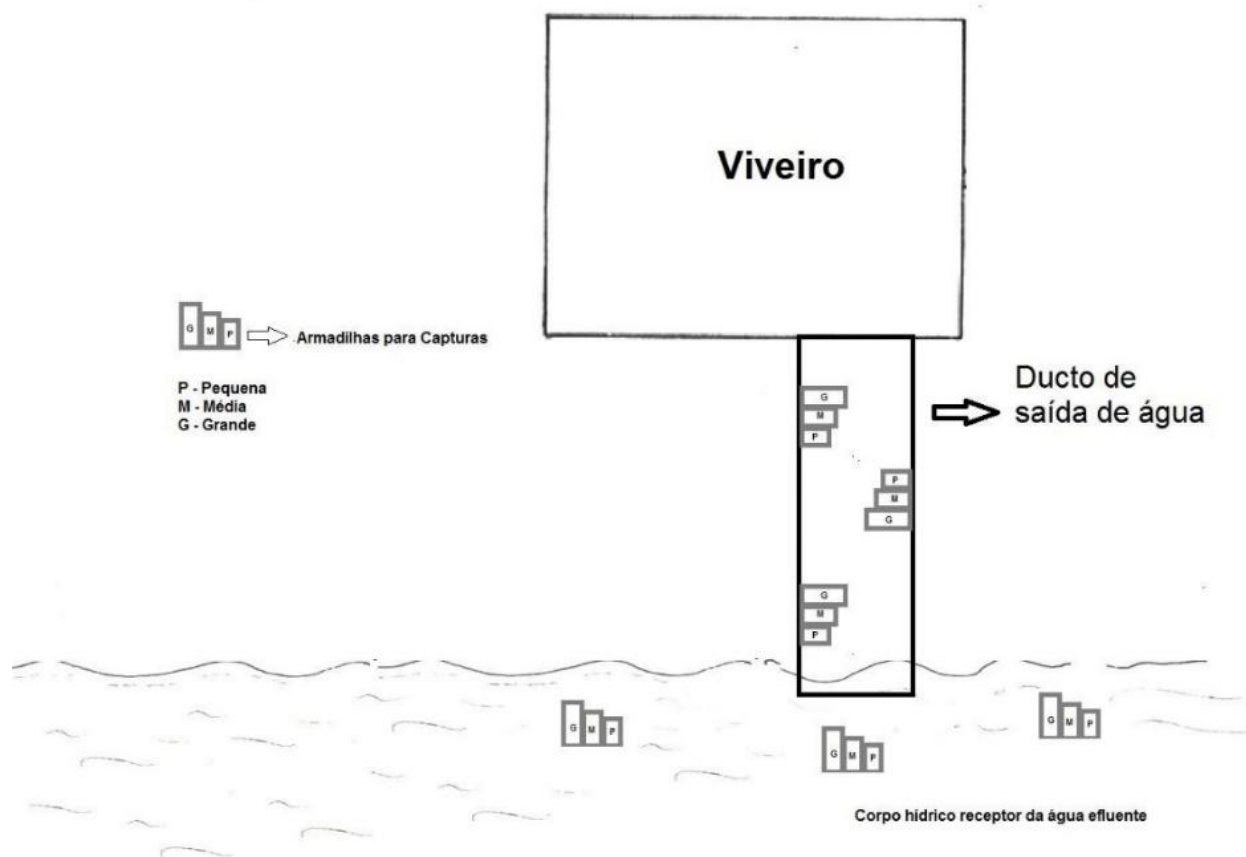 Viveiro
G M P
Armadilhas para Capturas
P - Pequena
M - Média
G - Grande
G
M
P
Ducto de
saída de água
P
M
G
G
M
P
G M P
G M P
G M P
Corpo hídrico receptor da água efluente